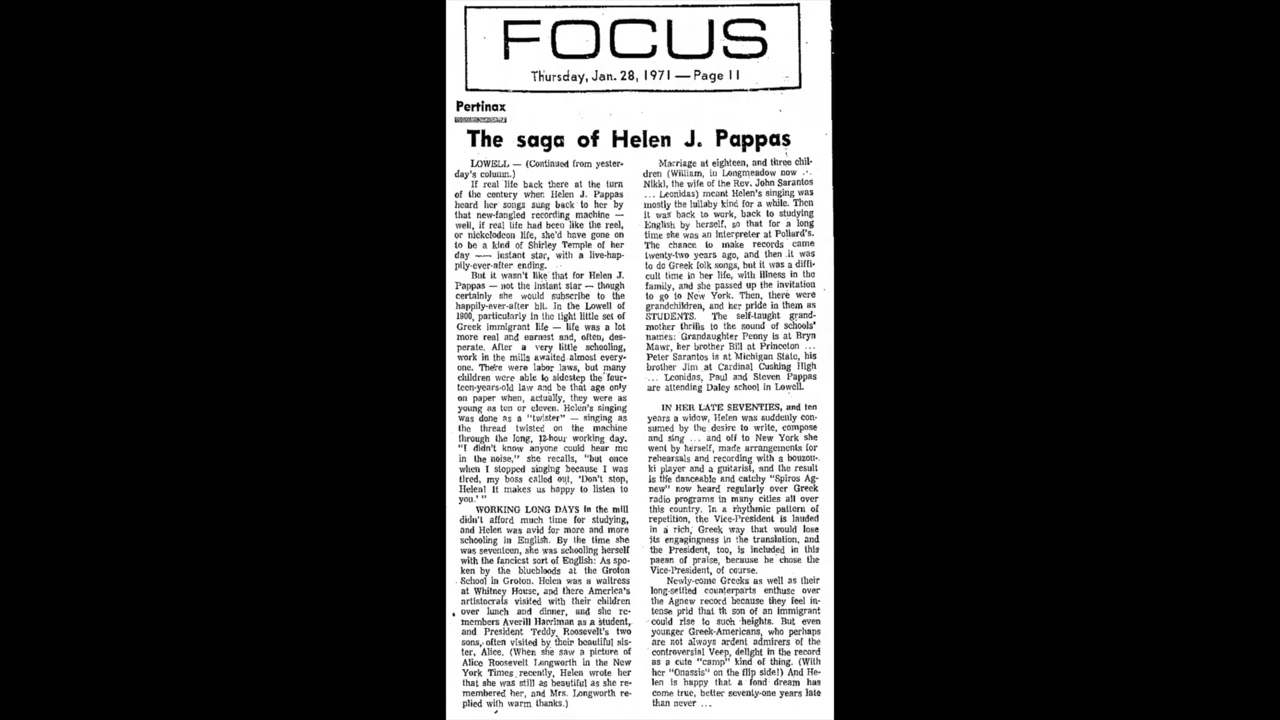 FOCUS
Thursday, Jan. 28, 1971 — Page 11
Pertinax
The saga of Helen J. Pappas
LOWELL — (Continued from yester-
day's column.)
If real life back there at the turn
of the century when Helen J. Pappas
heard her songs sung back to her by
that new-fangled recording machine —
well, if real life had been like the reel,
or nickelodeon life, she'd have gone on
to be a kind of Shirley Temple of her
day —— instant star, with a live-hap-
pily-ever-after ending.
But it wasn't like that for Helen J.
Pappas — not the instant star — though
certainly she would subscribe to the
happily-ever-after bit. In the Lowell of
1900, particularly in the tight little set of
Greek immigrant life — life was a lot
more real and earnest and, often, des-
perate. After a very little schooling,
work in the mills awaited almost every-
one. There were labor laws, but many
children were able to sidestep the four-
teen-years-old law and be that age only
on paper when, actually, they were as
young as ten or eleven. Helen's singing
was done as a "twister" — singing as
the thread twisted on the machine
through the long, 12-hour working day.
"I didn't know anyone could hear me
in the noise," she recalls, "but once
when I stopped singing because I was
tired, my boss called out, 'Don't stop,
Helen! It makes us happy to listen to
you.' "
WORKING LONG DAYS in the mill
didn't afford much time for studying,
and Helen was avid for more and more
schooling in English. By the time she
was seventeen, she was schooling herself
with the fanciest sort of English: As spo-
ken by the bluebloods at the Groton
School in Groton. Helen was a waitress
at Whitney House, and there America's
artistocrats visited with their children
over lunch and dinner, and she re-
members Averill Harriman as a student,
and President Teddy Roosevelt's two
sons, often visited by their beautiful sis-
ter, Alice. (When she saw a picture of
Alice Roosevelt Longworth in the New
York Times recently, Helen wrote her
that she was still as beautiful as she re-
membered her, and Mrs. Longworth re-
plied with warm thanks.)
Marriage at eighteen, and three chil-
dren (William, in Longmeadow now ...
Nikki, the wife of the Rev. John Sarantos
... Leonidas) meant Helen's singing was
mostly the lullaby kind for a while. Then
it was back to work, back to studying
English by herself, so that for a long
time she was an interpreter at Pollard's.
The chance to make records came
twenty-two years ago, and then it was
to do Greek folk songs, but it was a diffi-
cult time in her life, with illness in the
family, and she passed up the invitation
to go to New York. Then, there were
grandchildren, and her pride in them as
STUDENTS. The self-taught grand-
mother thrills to the sound of schools'
names: Grandaughter Penny is at Bryn
Mawr, her brother Bill at Princeton ...
Peter Sarantos is at Michigan State, his
brother Jim at Cardinal Cushing High
... Leonidas, Paul and Steven Pappas
are attending Daley school in Lowell.
IN HER LATE SEVENTIES, and ten
years a widow, Helen was suddenly con-
sumed by the desire to write, compose
and sing ... and off to New York she
went by herself, made arrangements for
rehearsals and recording with a bouzou-
ki player and a guitarist, and the result
is the danceable and catchy "Spiros Ag-
new" now heard regularly over Greek
radio programs in many cities all over
this country. In a rhythmic pattern of
repetition, the Vice-President is lauded
in a rich, Greek way that would lose
its engagingness in the translation, and
the President, too, is included in this
paean of praise, because he chose the
Vice-President, of course.
Newly-come Greeks as well as their
long-settled counterparts enthuse over
the Agnew record because they feel in-
tense prid that th son of an immigrant
could rise to such heights. But even
younger Greek-Americans, who perhaps
are not always ardent admirers of the
controversial Veep, delight in the record
as a cute "camp" kind of thing. (With
her "Onassis" on the flip side!) And He-
len is happy that a fond dream has
come true, better seventy-one years late
than never ...